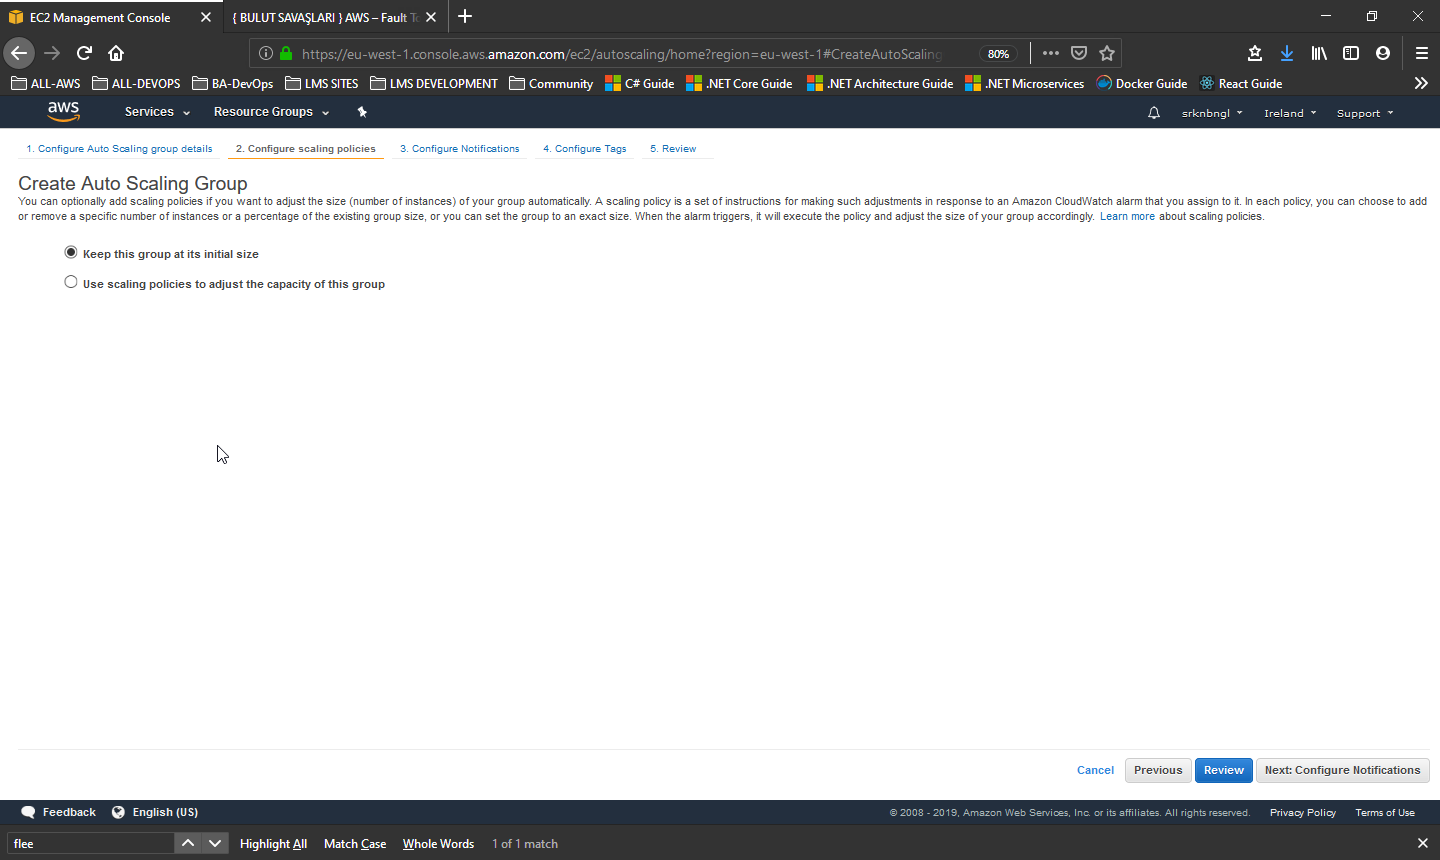 EC2 Management Console
{ BULUT SAVAŞLARI } AWS – Fault To
https://eu-west-1.console.aws.amazon.com/ec2/autoscaling/home?region=eu-west-1#CreateAutoScaling
80%
ALL-AWS ALL-DEVOPS BA-DevOps LMS SITES LMS DEVELOPMENT Community C# Guide .NET Core Guide .NET Architecture Guide .NET Microservices Docker Guide React Guide
aws Services Resource Groups srknbngl Ireland Support
1. Configure Auto Scaling group details 2. Configure scaling policies 3. Configure Notifications 4. Configure Tags 5. Review
Create Auto Scaling Group
You can optionally add scaling policies if you want to adjust the size (number of instances) of your group automatically. A scaling policy is a set of instructions for making such adjustments in response to an Amazon CloudWatch alarm that you assign to it. In each policy, you can choose to add
or remove a specific number of instances or a percentage of the existing group size, or you can set the group to an exact size. When the alarm triggers, it will execute the policy and adjust the size of your group accordingly. Learn more about scaling policies.
Keep this group at its initial size
Use scaling policies to adjust the capacity of this group
Cancel Previous Review Next: Configure Notifications
Feedback English (US) © 2008 - 2019, Amazon Web Services, Inc. or its affiliates. All rights reserved. Privacy Policy Terms of Use
flee Highlight All Match Case Whole Words 1 of 1 match